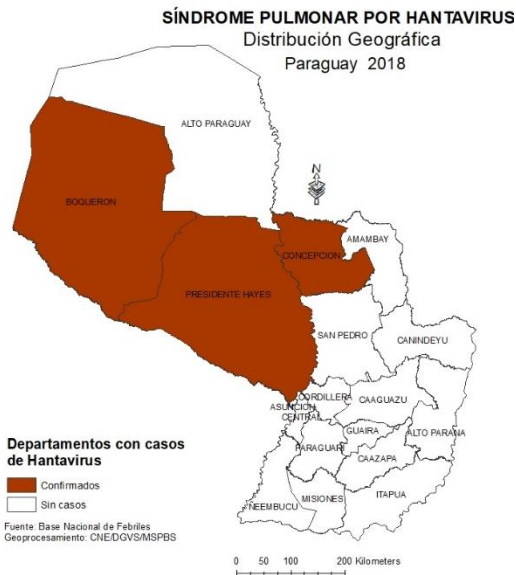 SÍNDROME PULMONAR POR HANTAVIRUS
Distribución Geográfica
Paraguay 2018
ALTO PARAGUAY
N
BOQUERON
AMAMBAY
CONCEPCION
PRESIDENTE HAYES
SAN PEDRO
CANINDEYU
CORDILLERA
CAAGUAZU
ASUNCION
CENTRAL
GUAIRA
ALTO PARANA
PARAGUARI
CAAZAPA
ITAPUA
MISIONES
ÑEEMBUCU
Departamentos con casos
de Hantavirus
Confirmados
Sin casos
Fuente: Base Nacional de Febriles
Geoprocesamiento: CNE/DGVS/MSPBS
0 50 100 200 Kilometers